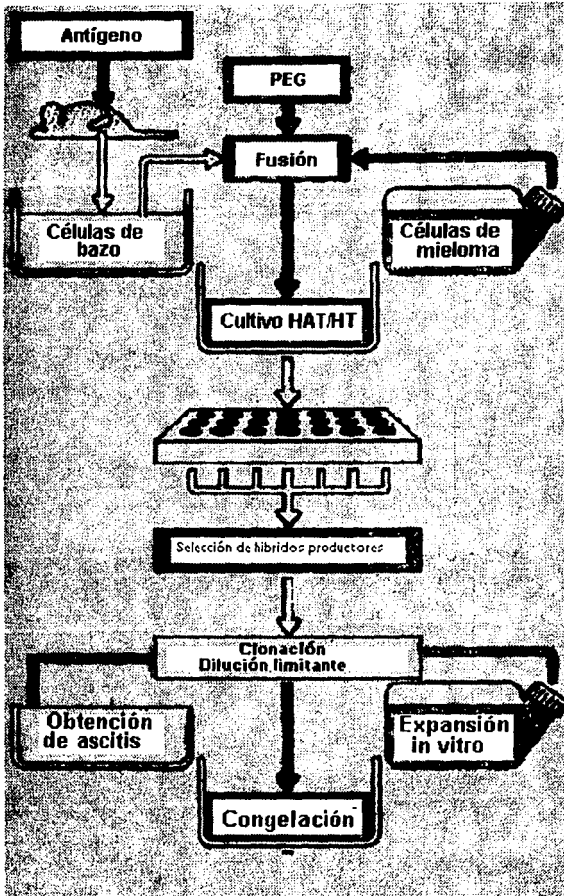 Antígeno
PEG
Fusión
Células de
bazo
Células de
mieloma
Cultivo HAT/HT
Selección de hibridos productores
Clonación
Dilución limitante
Obtención
de ascitis
Expansión
in vitro
Congelación